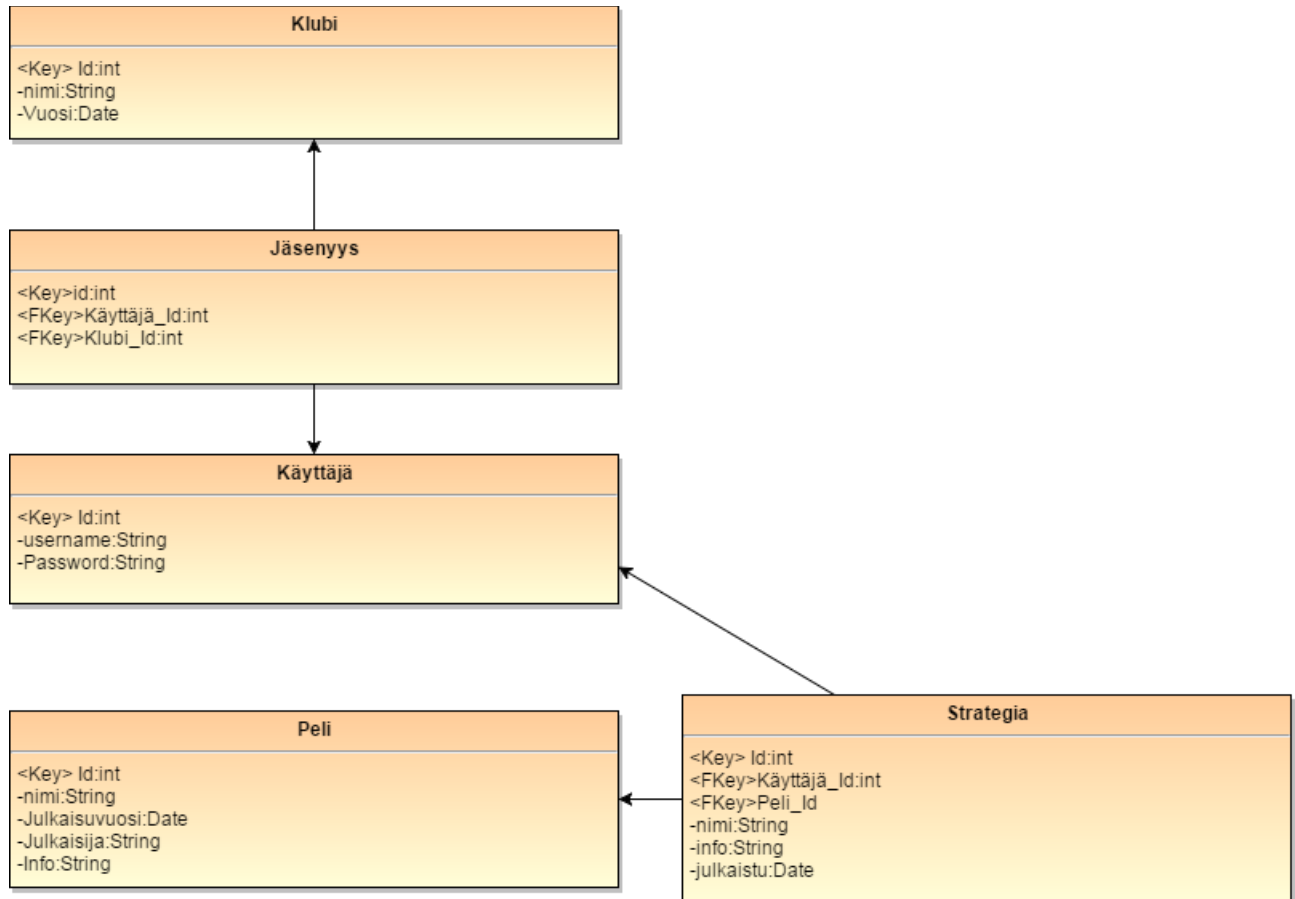 Klubi
<Key> Id:int
-nimi:String
-Vuosi:Date
Jäsenyys
<Key>id:int
<FKey>Käyttäjä_Id:int
<FKey>Klubi_Id:int
Käyttäjä
<Key> Id:int
-username:String
-Password:String
Peli
<Key> Id:int
-nimi:String
-Julkaisuvuosi:Date
-Julkaisija:String
-Info:String
Strategia
<Key> Id:int
<FKey>Käyttäjä_Id:int
<FKey>Peli_Id
-nimi:String
-info:String
-julkaistu:Date